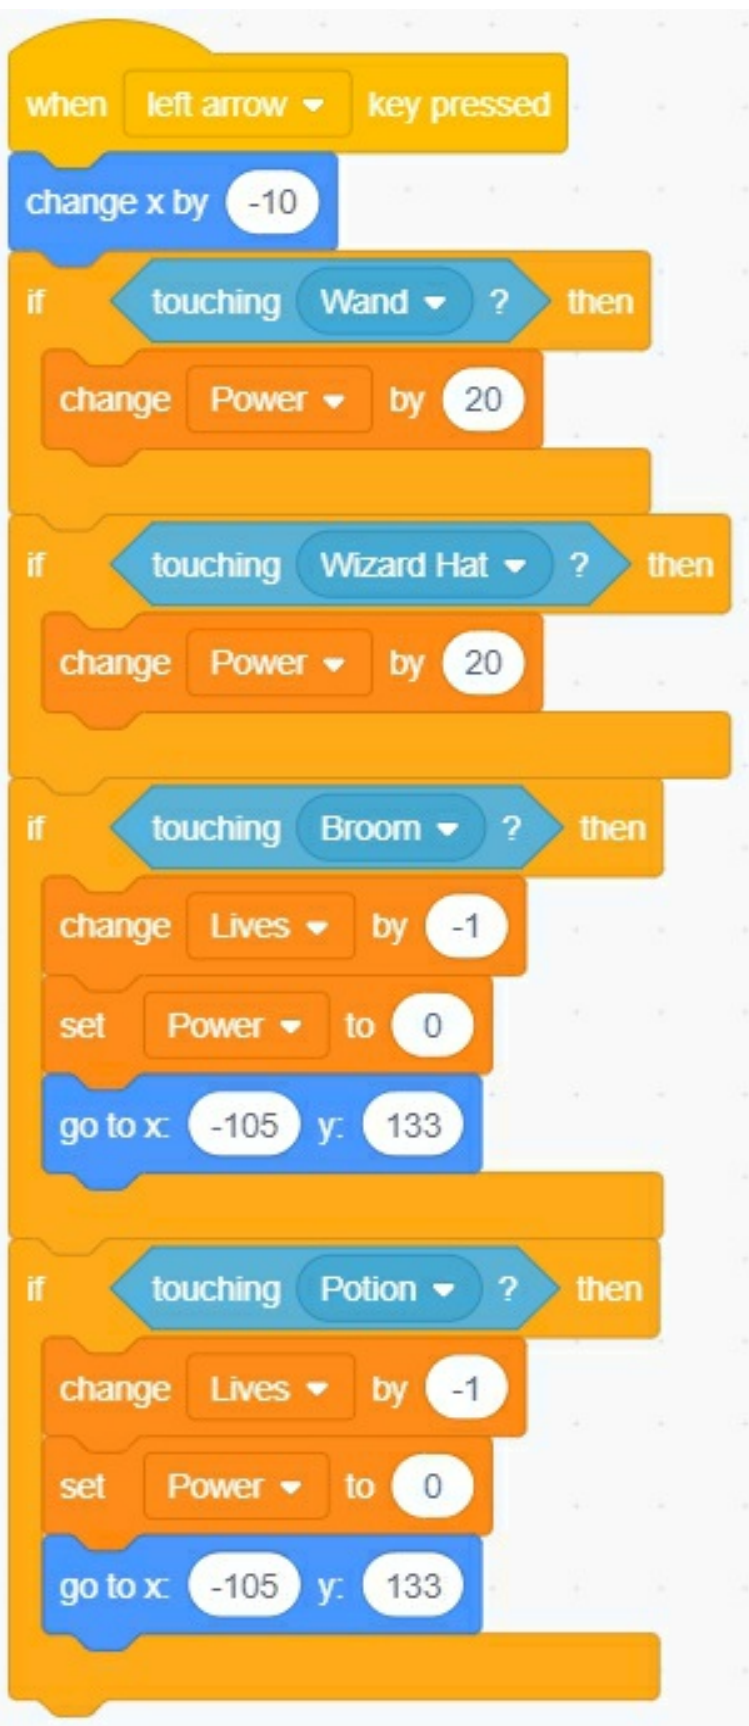 when left arrow key pressed
change x by -10
if touching Wand ? then
change Power by 20
if touching Wizard Hat ? then
change Power by 20
if touching Broom ? then
change Lives by -1
set Power to 0
go to x: -105 y: 133
if touching Potion ? then
change Lives by -1
set Power to 0
go to x: -105 y: 133